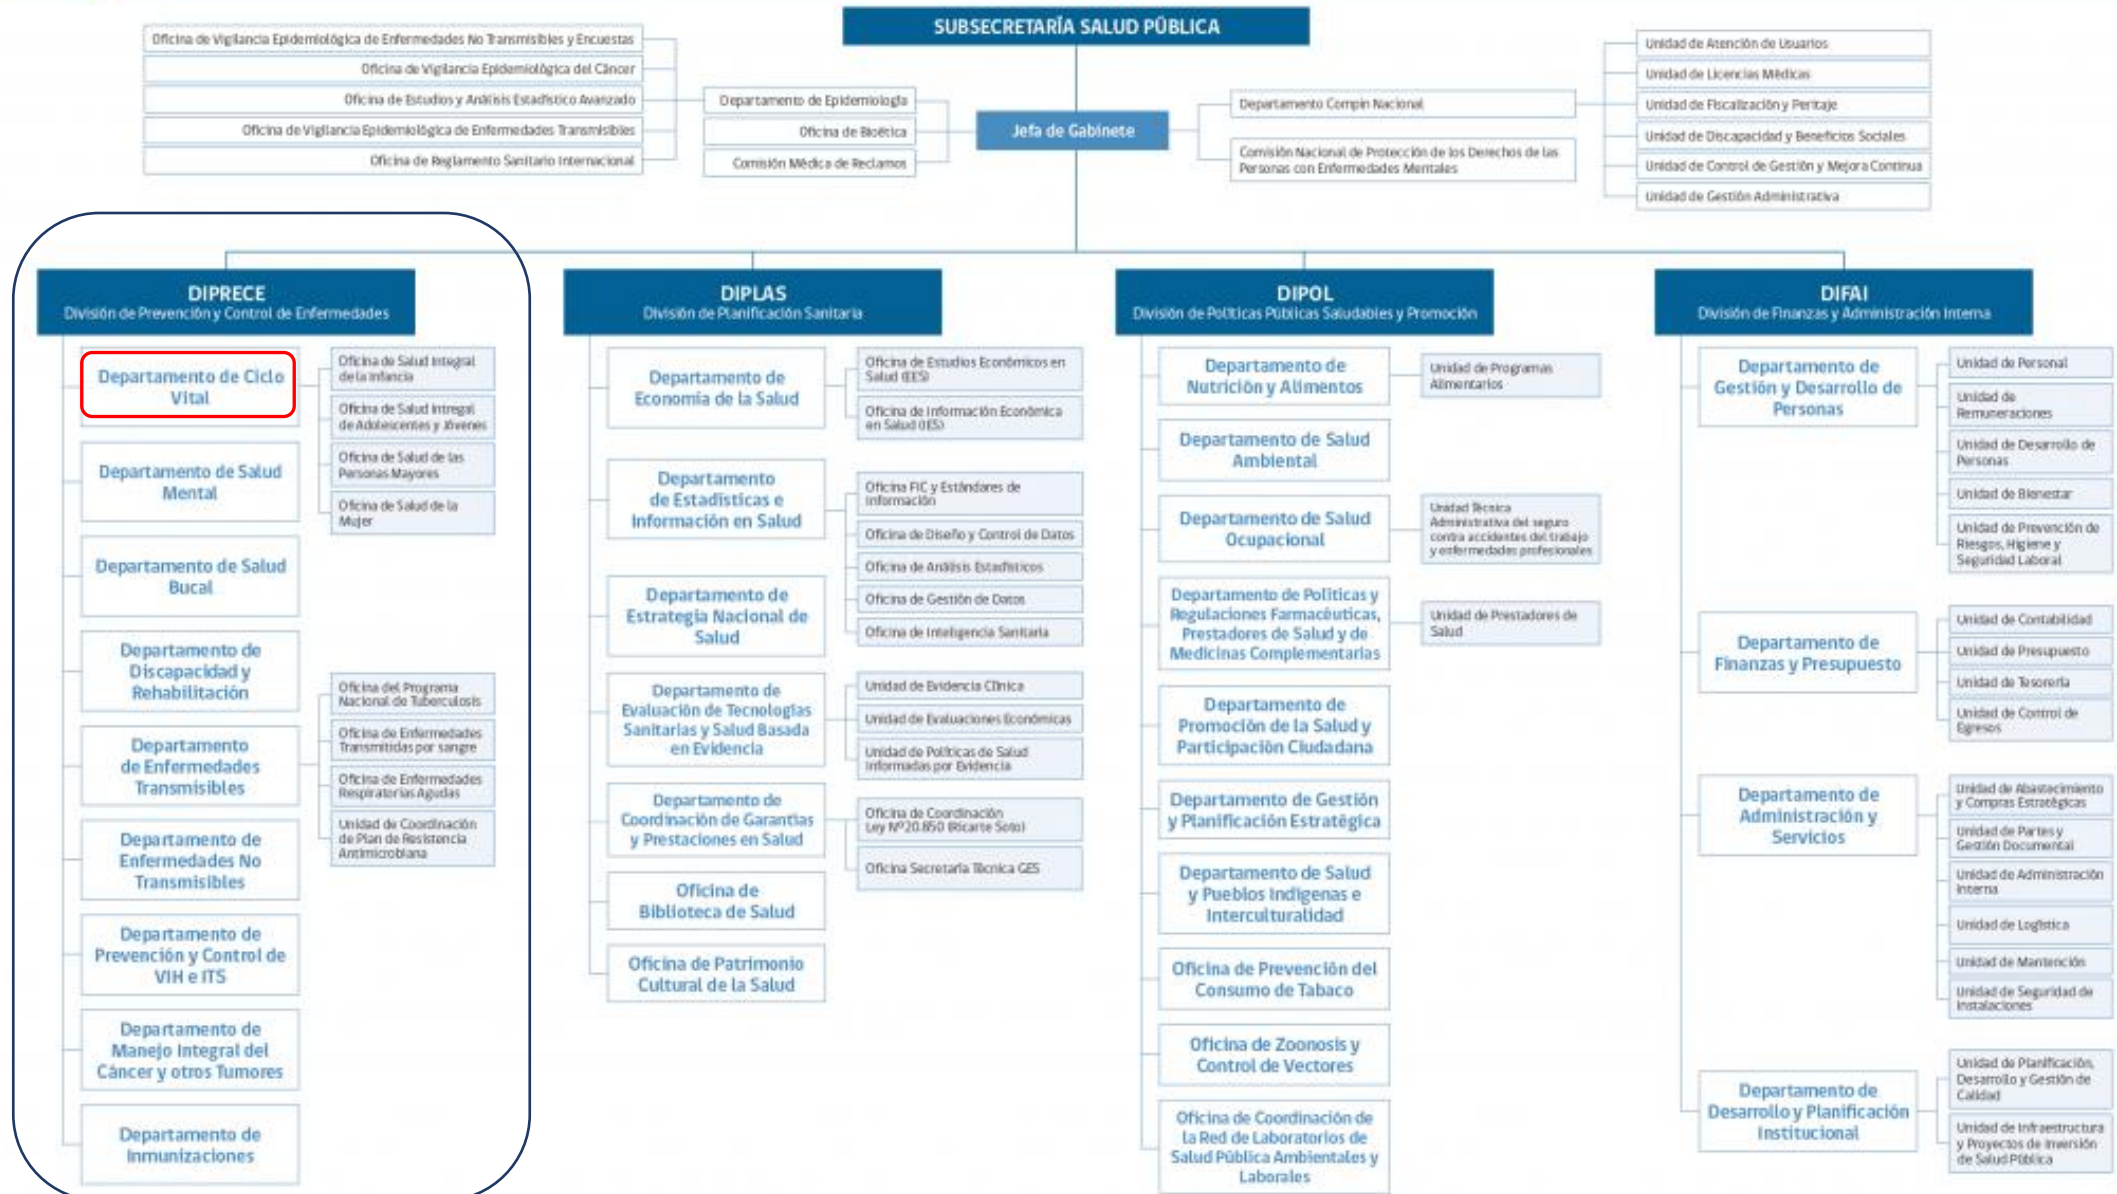 SUBSECRETARÍA SALUD PÚBLICA
Oficina de Vigilancia Epidemiológica de Enfermedades No Transmisibles y Encuestas
Oficina de Vigilancia Epidemiológica del Cáncer
Oficina de Estudios y Análisis Estadístico Avanzado
Oficina de Vigilancia Epidemiológica de Enfermedades Transmisibles
Oficina de Reglamento Sanitario Internacional
Departamento de Epidemiología
Oficina de Bioética
Comisión Médica de Reclamos
Jefa de Gabinete
Departamento Compin Nacional
Comisión Nacional de Protección de los Derechos de las
Personas con Enfermedades Mentales
Unidad de Atención de Usuarios
Unidad de Licencias Médicas
Unidad de Fiscalización y Peritaje
Unidad de Discapacidad y Beneficios Sociales
Unidad de Control de Gestión y Mejora Continua
Unidad de Gestión Administrativa
DIPRECE
División de Prevención y Control de Enfermedades
Departamento de Ciclo
Vital
Oficina de Salud Integral
de la Infancia
Oficina de Salud Intregal
de Adolescentes y Jóvenes
Oficina de Salud de las
Personas Mayores
Oficina de Salud de la
Mujer
Departamento de Salud
Mental
Departamento de Salud
Bucal
Departamento de
Discapacidad y
Rehabilitación
Departamento
de Enfermedades
Transmisibles
Oficina del Programa
Nacional de Tuberculosis
Oficina de Enfermedades
Transmitidas por sangre
Oficina de Enfermedades
Respiratorias Agudas
Unidad de Coordinación
de Plan de Resistencia
Antimicrobiana
Departamento de
Enfermedades No
Transmisibles
Departamento de
Prevención y Control de
VIH e ITS
Departamento de
Manejo Integral del
Cáncer y otros Tumores
Departamento de
Inmunizaciones
DIPLAS
División de Planificación Sanitaria
Departamento de
Economía de la Salud
Oficina de Estudios Económicos en
Salud (EES)
Oficina de Información Económica
en Salud (IES)
Departamento
de Estadísticas e
Información en Salud
Oficina FIC y Estándares de
Información
Oficina de Diseño y Control de Datos
Oficina de Análisis Estadísticos
Oficina de Gestión de Datos
Oficina de Inteligencia Sanitaria
Departamento de
Estrategia Nacional de
Salud
Departamento de
Evaluación de Tecnologías
Sanitarias y Salud Basada
en Evidencia
Unidad de Evidencia Clínica
Unidad de Evaluaciones Económicas
Unidad de Políticas de Salud
Informadas por Evidencia
Departamento de
Coordinación de Garantías
y Prestaciones en Salud
Oficina de Coordinación
Ley Nº20.850 (Ricarte Soto)
Oficina Secretaría Técnica GES
Oficina de
Biblioteca de Salud
Oficina de Patrimonio
Cultural de la Salud
DIPOL
División de Políticas Públicas Saludables y Promoción
Departamento de
Nutrición y Alimentos
Unidad de Programas
Alimentarios
Departamento de Salud
Ambiental
Departamento de Salud
Ocupacional
Unidad Técnica
Administrativa del seguro
contra accidentes del trabajo
y enfermedades profesionales
Departamento de Políticas y
Regulaciones Farmacéuticas,
Prestadores de Salud y de
Medicinas Complementarias
Unidad de Prestadores de
Salud
Departamento de
Promoción de la Salud y
Participación Ciudadana
Departamento de Gestión
y Planificación Estratégica
Departamento de Salud
y Pueblos Indígenas e
Interculturalidad
Oficina de Prevención del
Consumo de Tabaco
Oficina de Zoonosis y
Control de Vectores
Oficina de Coordinación de
la Red de Laboratorios de
Salud Pública Ambientales y
Laborales
DIFAI
División de Finanzas y Administración Interna
Departamento de
Gestión y Desarrollo de
Personas
Unidad de Personal
Unidad de
Remuneraciones
Unidad de Desarrollo de
Personas
Unidad de Bienestar
Unidad de Prevención de
Riesgos, Higiene y
Seguridad Laboral
Departamento de
Finanzas y Presupuesto
Unidad de Contabilidad
Unidad de Presupuesto
Unidad de Tesorería
Unidad de Control de
Egresos
Departamento de
Administración y
Servicios
Unidad de Abastecimiento
y Compras Estratégicas
Unidad de Partes y
Gestión Documental
Unidad de Administración
Interna
Unidad de Logística
Unidad de Mantención
Unidad de Seguridad de
Instalaciones
Departamento de
Desarrollo y Planificación
Institucional
Unidad de Planificación,
Desarrollo y Gestión de
Calidad
Unidad de Infraestructura
y Proyectos de Inversión
de Salud Pública